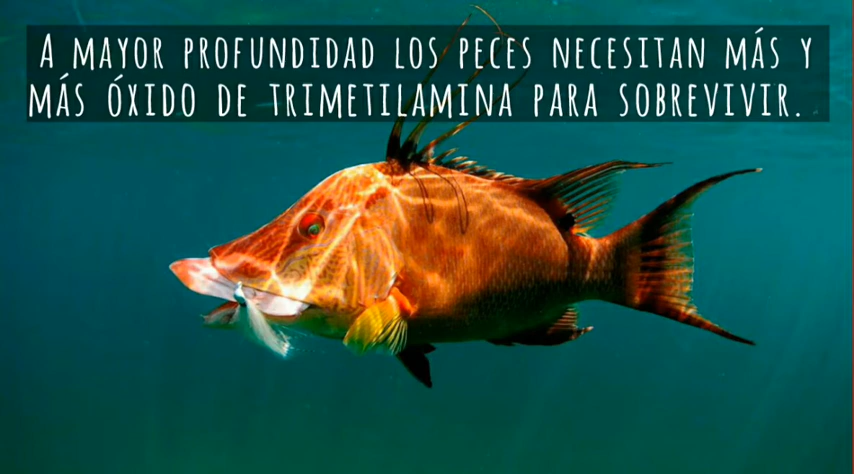 A mayor profundidad los peces necesitan más y
más óxido de trimetilamina para sobrevivir.